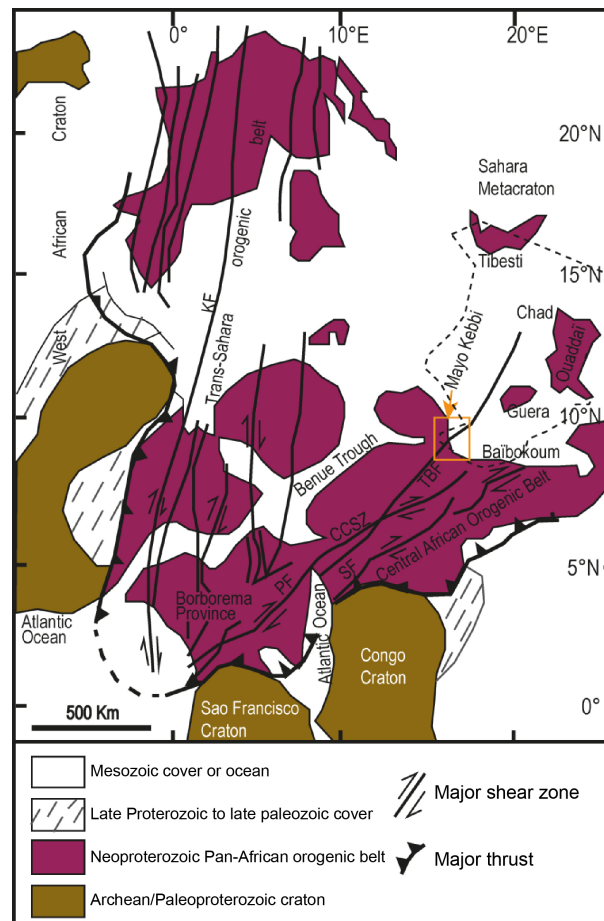 0°
10°E
20°E
20°N
15°N
10°N
5°N
0°
West
African
Craton
Trans-Sahara
orogenic
belt
KF
Sahara
Metacraton
Tibesti
Chad
Ouaddaï
Mayo Kebbi
Guera
Baïbokoum
Benue Trough
TBF
CCSZ
Central African Orogenic Belt
SF
PF
Borborema
Province
Atlantic
Ocean
Atlantic Ocean
Congo
Craton
Sao Francisco
Craton
500 Km
Mesozoic cover or ocean
Late Proterozoic to late paleozoic cover
Neoproterozoic Pan-African orogenic belt
Archean/Paleoproterozoic craton
Major shear zone
Major thrust